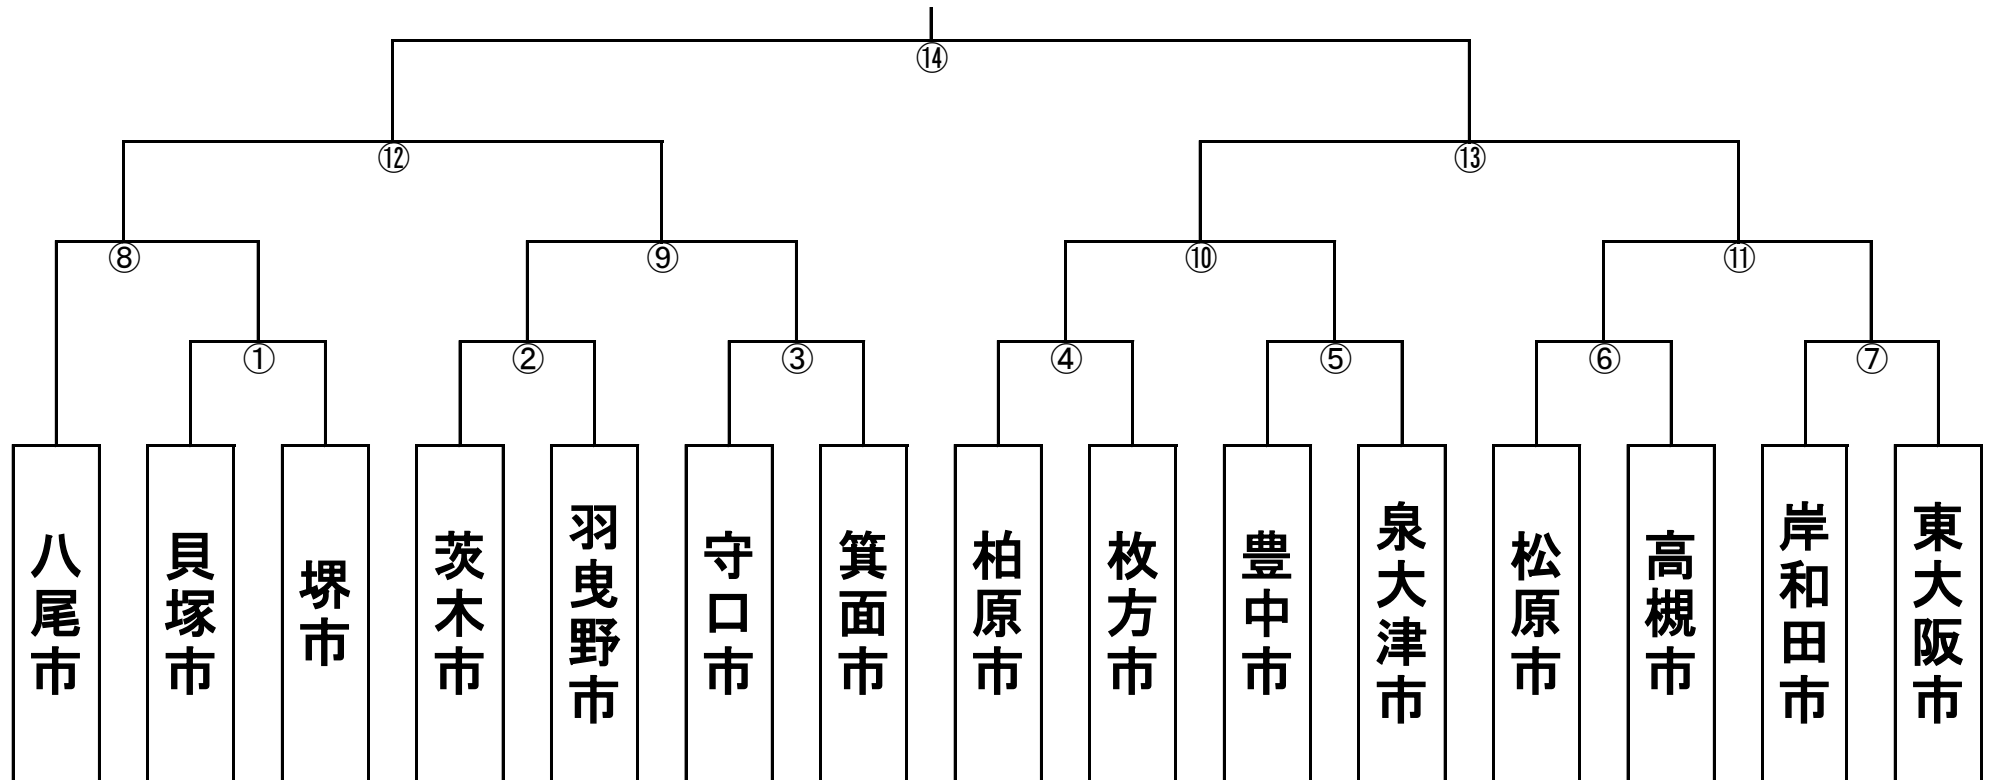 ⑭
⑫
⑬
⑧
⑨
⑩
⑪
①
②
③
④
⑤
⑥
⑦
八尾市
貝塚市
堺市
茨木市
羽曳野市
守口市
箕面市
柏原市
枚方市
豊中市
泉大津市
松原市
高槻市
岸和田市
東大阪市